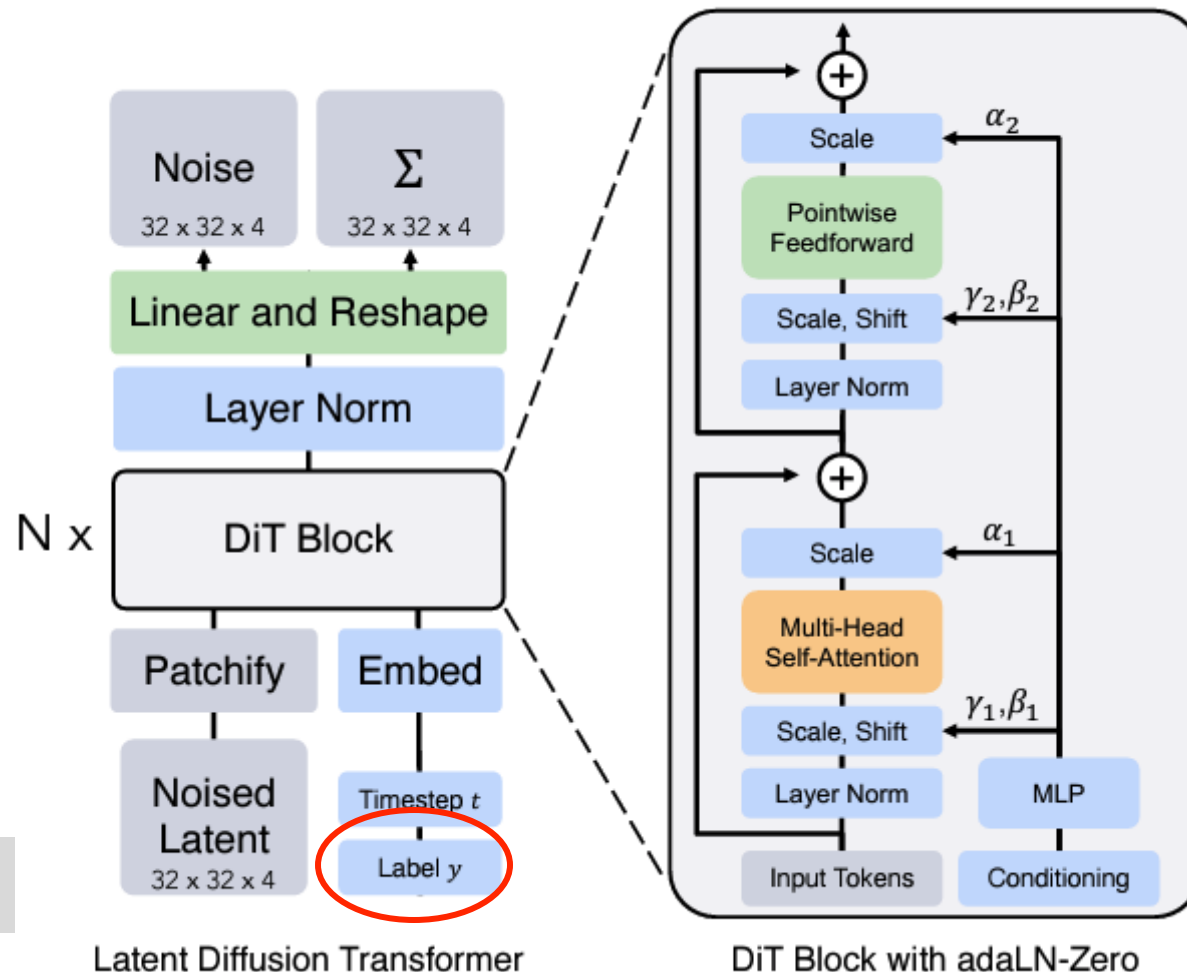 Noise
32 x 32 x 4
Σ
32 x 32 x 4
Linear and Reshape
Layer Norm
N x
DiT Block
Patchify
Embed
Noised
Latent
32 x 32 x 4
Timestep t
Label y
Latent Diffusion Transformer
+
Scale
α₂
Pointwise
Feedforward
Scale, Shift
γ₂,β₂
Layer Norm
+
Scale
α₁
Multi-Head
Self-Attention
Scale, Shift
γ₁,β₁
Layer Norm
MLP
Input Tokens
Conditioning
DiT Block with adaLN-Zero